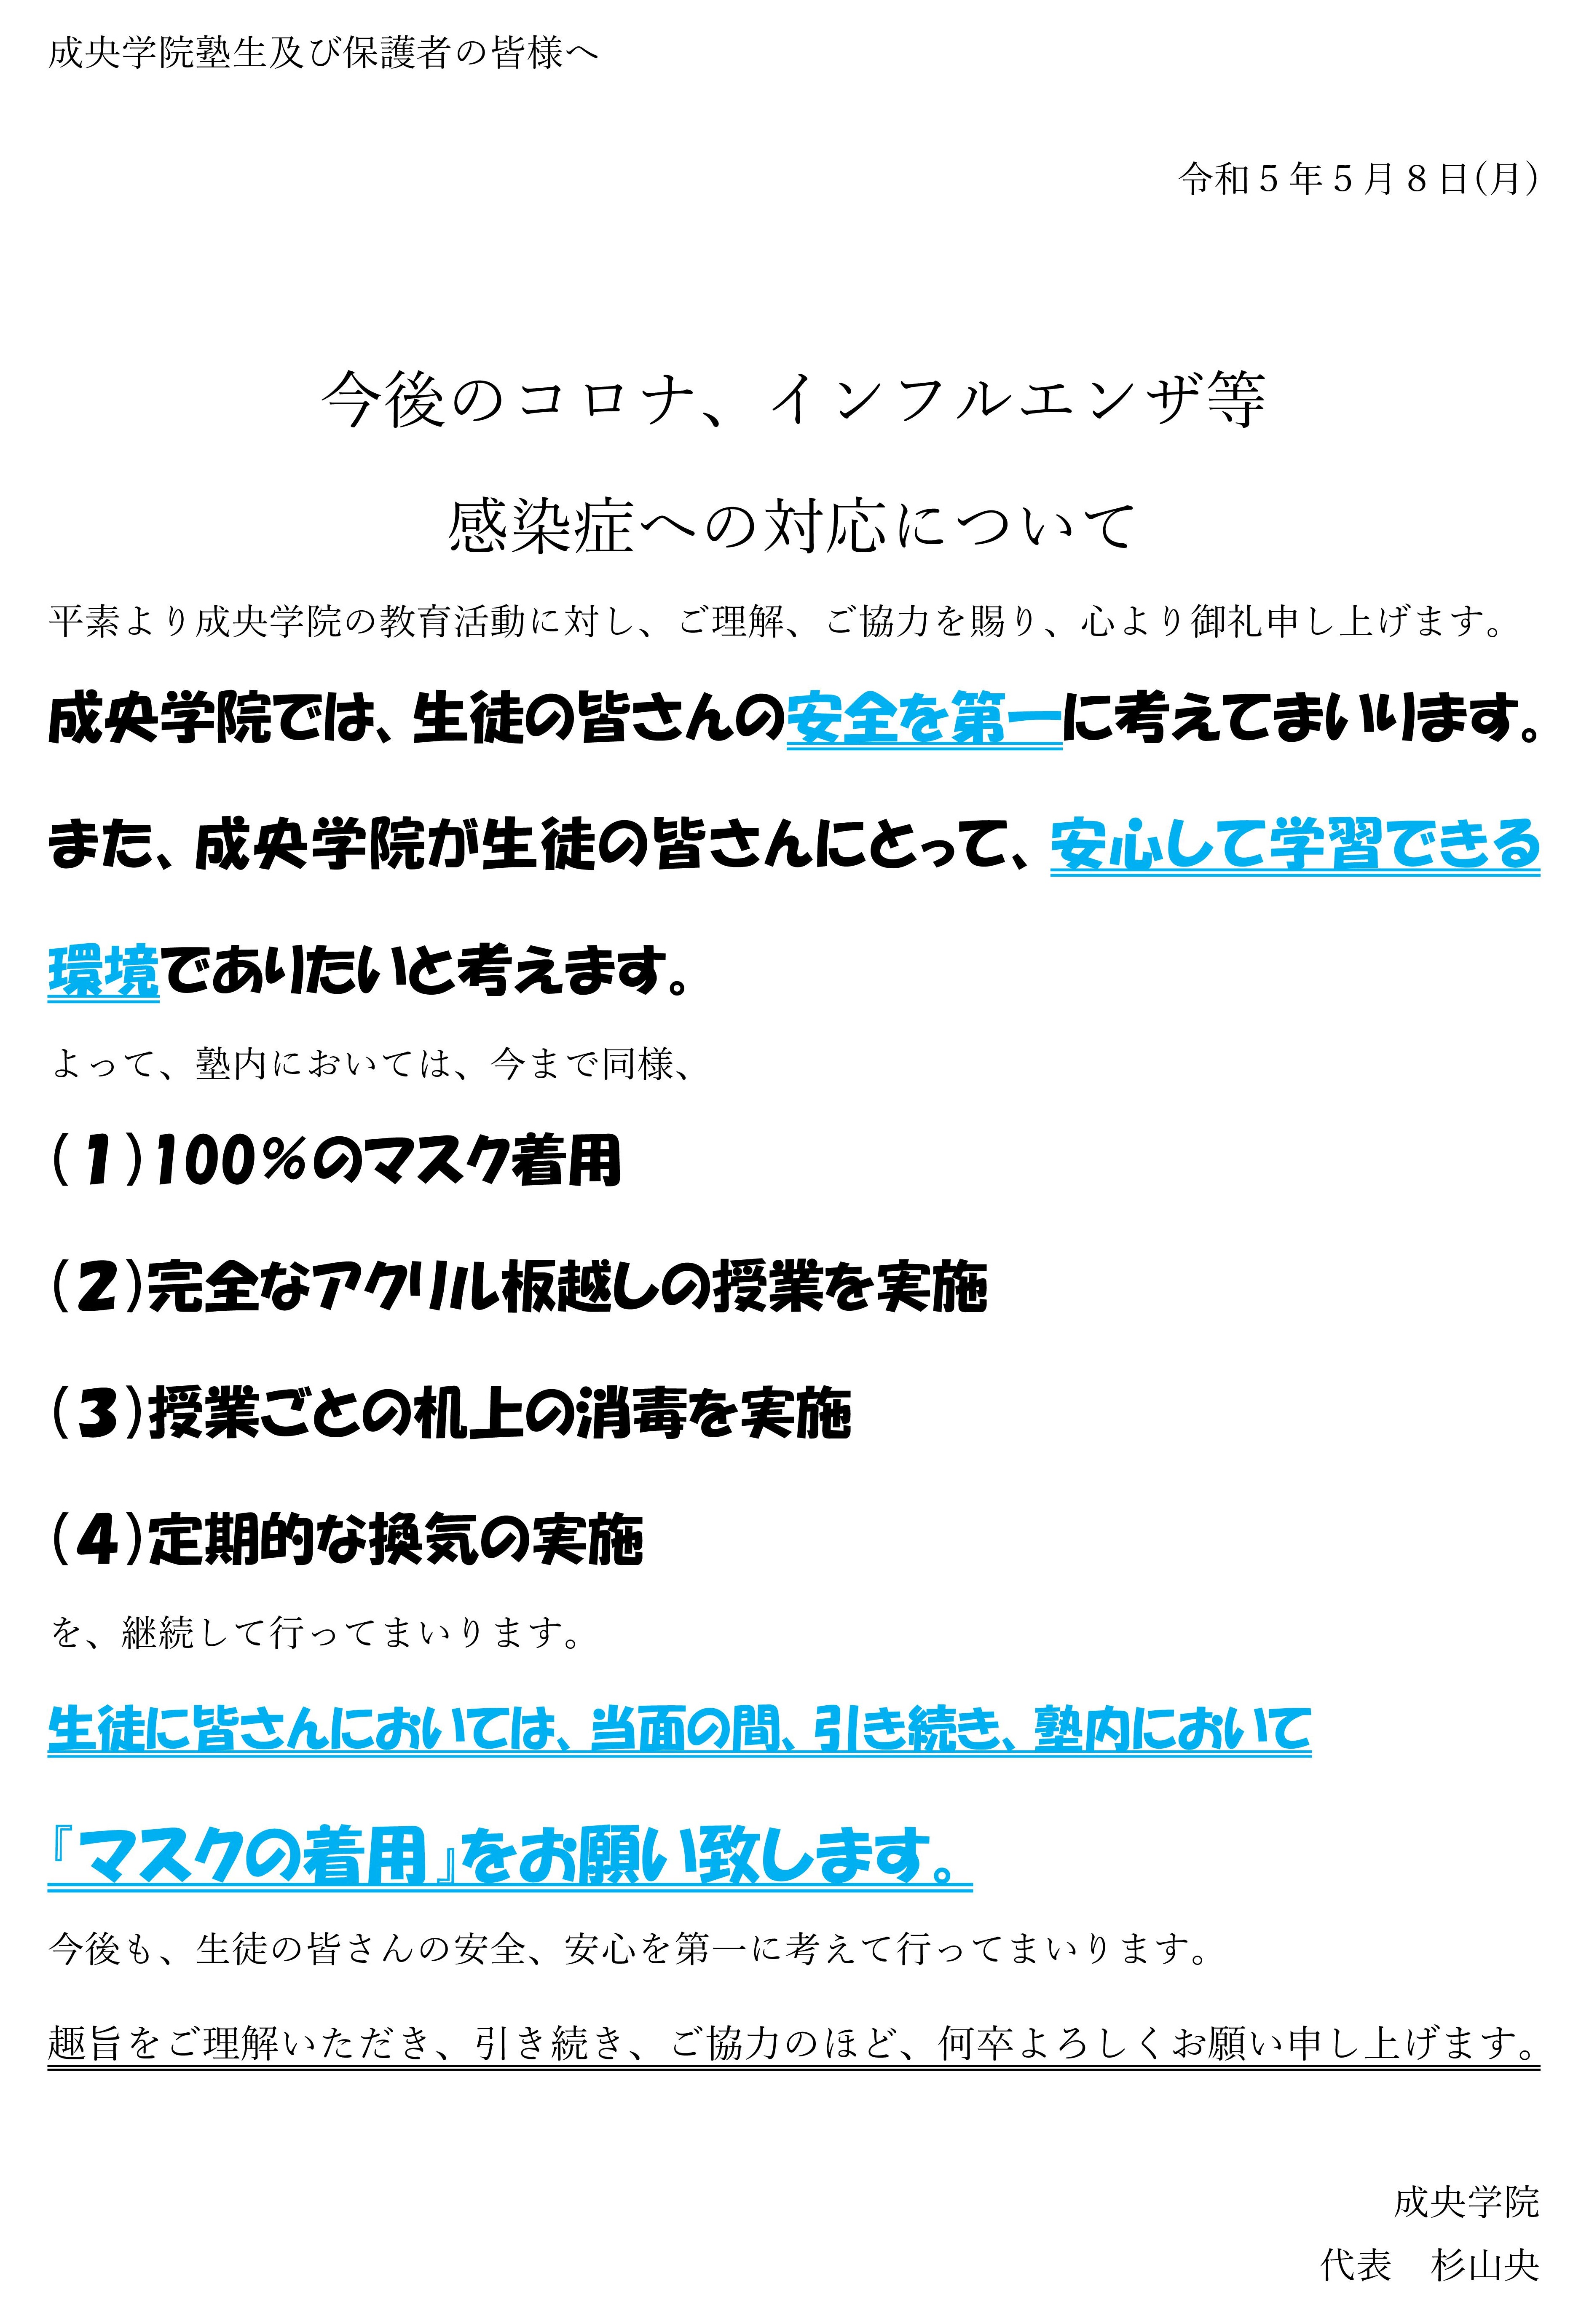 成央学院塾生及び保護者の皆様へ
令和５年５月８日(月)
今後のコロナ、インフルエンザ等
感染症への対応について
平素より成央学院の教育活動に対し、ご理解、ご協力を賜り、心より御礼申し上げます。
成央学院では、生徒の皆さんの安全を第一に考えてまいります。
また、成央学院が生徒の皆さんにとって、安心して学習できる
環境でありたいと考えます。
よって、塾内においては、今まで同様、
(１)100％のマスク着用
(２)完全なアクリル板越しの授業を実施
(３)授業ごとの机上の消毒を実施
(４)定期的な換気の実施
を、継続して行ってまいります。
生徒に皆さんにおいては、当面の間、引き続き、塾内において
『マスクの着用』をお願い致します。
今後も、生徒の皆さんの安全、安心を第一に考えて行ってまいります。
趣旨をご理解いただき、引き続き、ご協力のほど、何卒よろしくお願い申し上げます。
成央学院
代表　杉山央